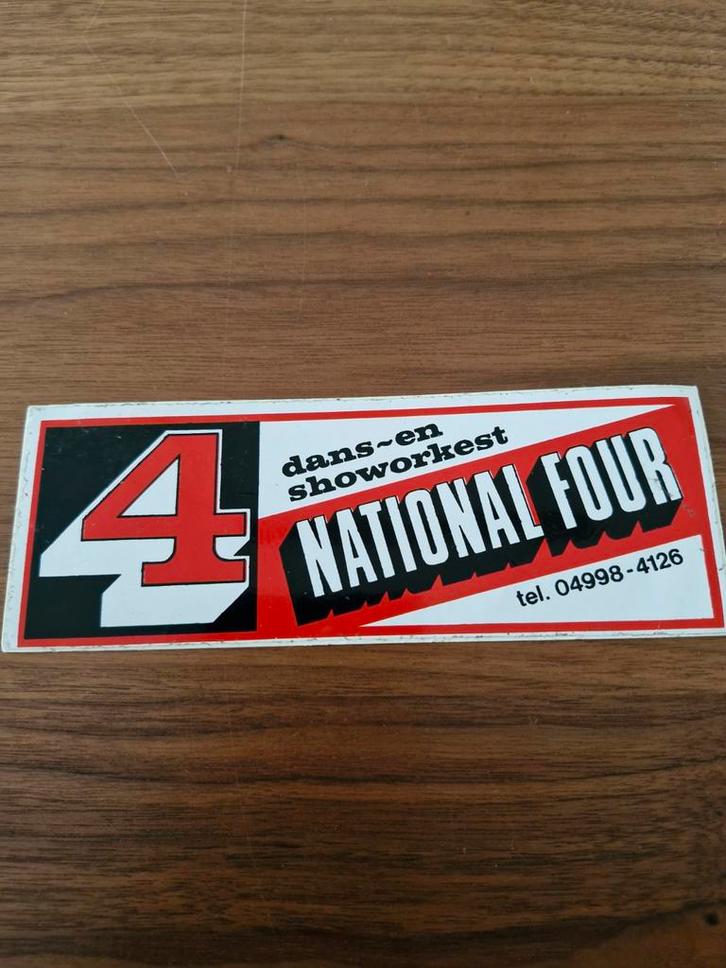 4
dans~en
showorkest
NATIONAL FOUR
tel. 04998-4126